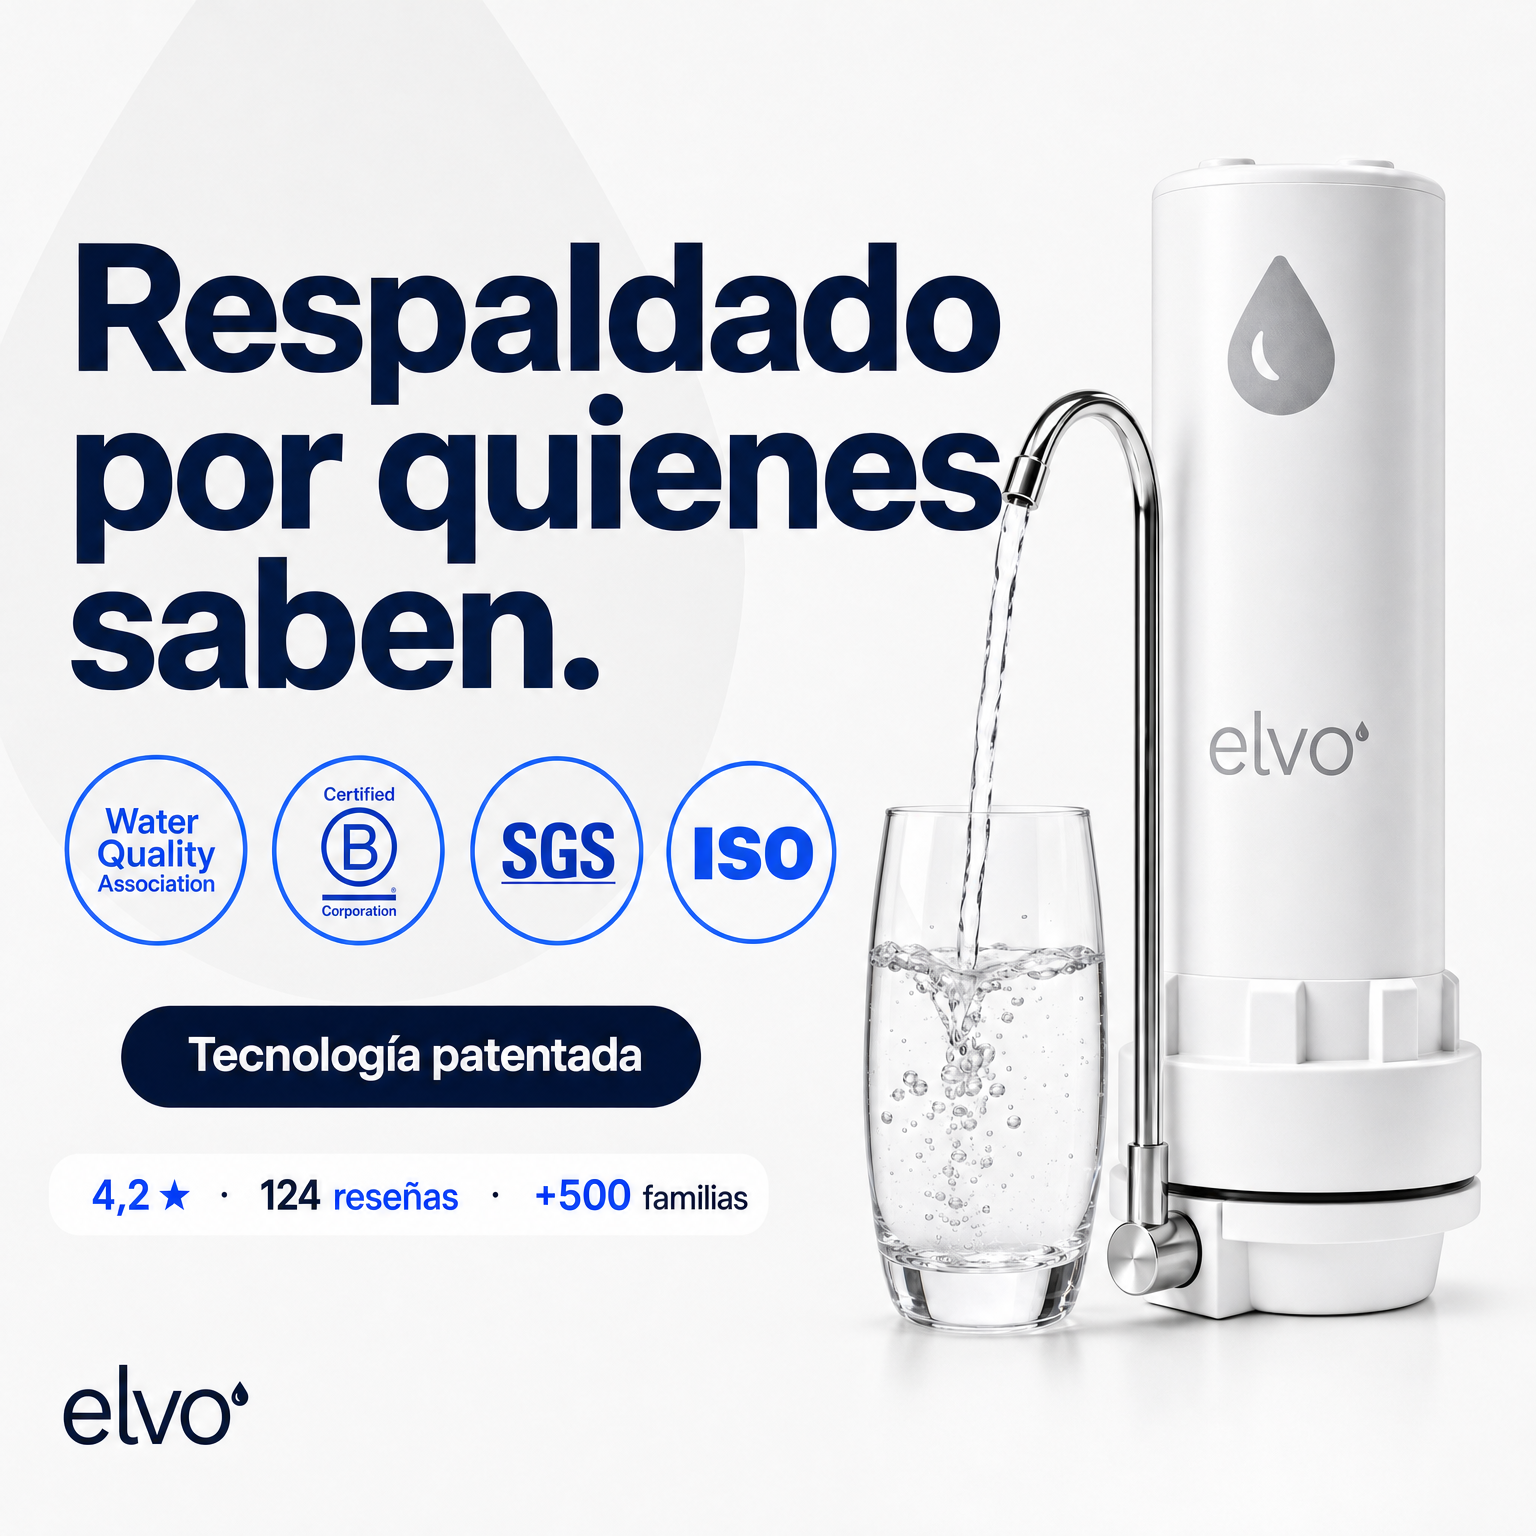 Respaldado
por quienes
saben.
Water
Quality
Association
Certified
B
®
Corporation
SGS
ISO
Tecnología patentada
4,2 ★ · 124 reseñas · +500 familias
elvo
elvo